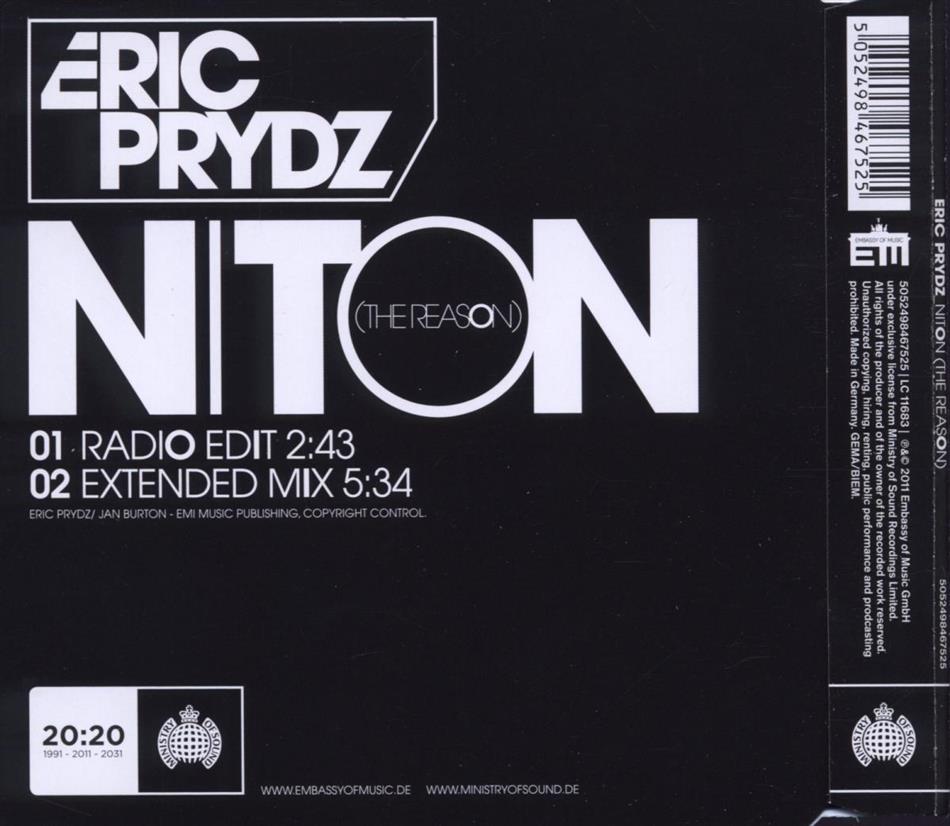 ERIC
PRYDZ
NITON
(THE REASON)
01 RADIO EDIT 2:43
02 EXTENDED MIX 5:34
ERIC PRYDZ/ JAN BURTON - EMI MUSIC PUBLISHING, COPYRIGHT CONTROL.
20:20
1991 - 2011 - 2031
MINISTRY OF SOUND
WWW.EMBASSYOFMUSIC.DE WWW.MINISTRYOFSOUND.DE
5 052498 467525
EMBASSY OF MUSIC
EM
5052498467525 | LC 11683 | ℗&© 2011 Embassy of Music GmbH
under exclusive license from Ministry of Sound Recordings Limited.
All rights of the producer and of the owner of the recorded work reserved.
Unauthorized copying, hiring, renting, public performance and prodcasting
prohibited. Made in Germany. GEMA/BIEM.
MINISTRY OF SOUND
ERIC PRYDZ NITON (THE REASON)
5052498467525